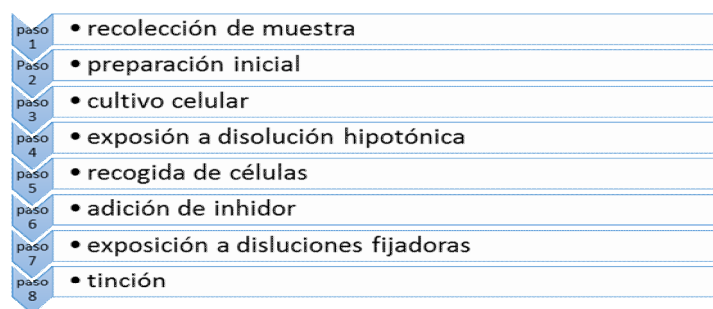 paso 1
• recolección de muestra
Paso 2
• preparación inicial
paso 3
• cultivo celular
paso 4
• exposión a disolución hipotónica
paso 5
• recogida de células
paso 6
• adición de inhidor
paso 7
• exposición a disluciones fijadoras
paso 8
• tinción